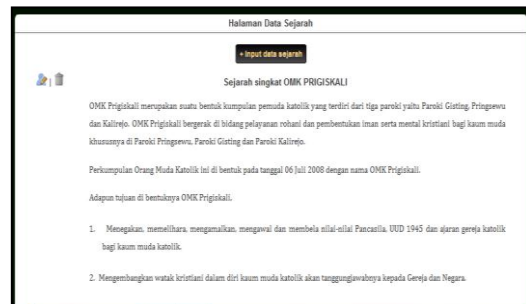 Halaman Data Sejarah
+ Input data sejarah
|
Sejarah singkat OMK PRIGISKALI
OMK Prigiskali merupakan suatu bentuk kumpulan pemuda katolik yang terdiri dari tiga paroki yaitu Paroki Gisting, Pringsewu
dan Kalirejo. OMK Prigiskali bergerak di bidang pelayanan rohani dan pembentukan iman serta mental kristiani bagi kaum muda
khususnya di Paroki Pringsewu, Paroki Gisting dan Paroki Kalirejo.
Perkumpulan Orang Muda Katolik ini di bentuk pada tanggal 06 Juli 2008 dengan nama OMK Prigiskali.
Adapun tujuan di bentuknya OMK Prigiskali.
1. Menegakan, memelihara, mengamalkan, mengawal dan membela nilai-nilai Pancasila, UUD 1945 dan ajaran gereja katolik
bagi kaum muda katolik.
2. Mengembangkan watak kristiani dalam diri kaum muda katolik akan tanggungjawabnya kepada Gereja dan Negara.